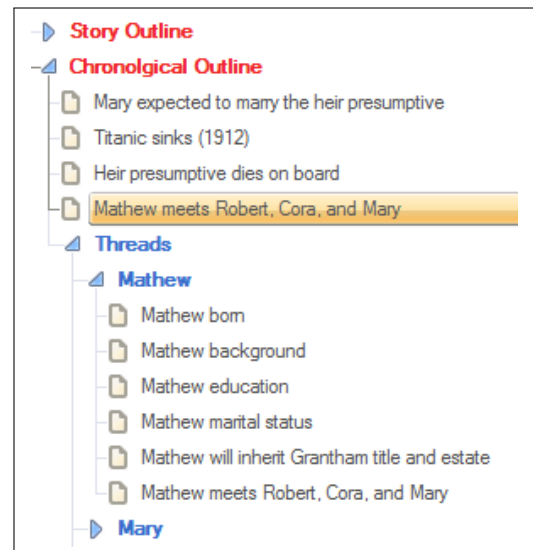 Story Outline
Chronolgical Outline
Mary expected to marry the heir presumptive
Titanic sinks (1912)
Heir presumptive dies on board
Mathew meets Robert, Cora, and Mary
Threads
Mathew
Mathew born
Mathew background
Mathew education
Mathew marital status
Mathew will inherit Grantham title and estate
Mathew meets Robert, Cora, and Mary
Mary